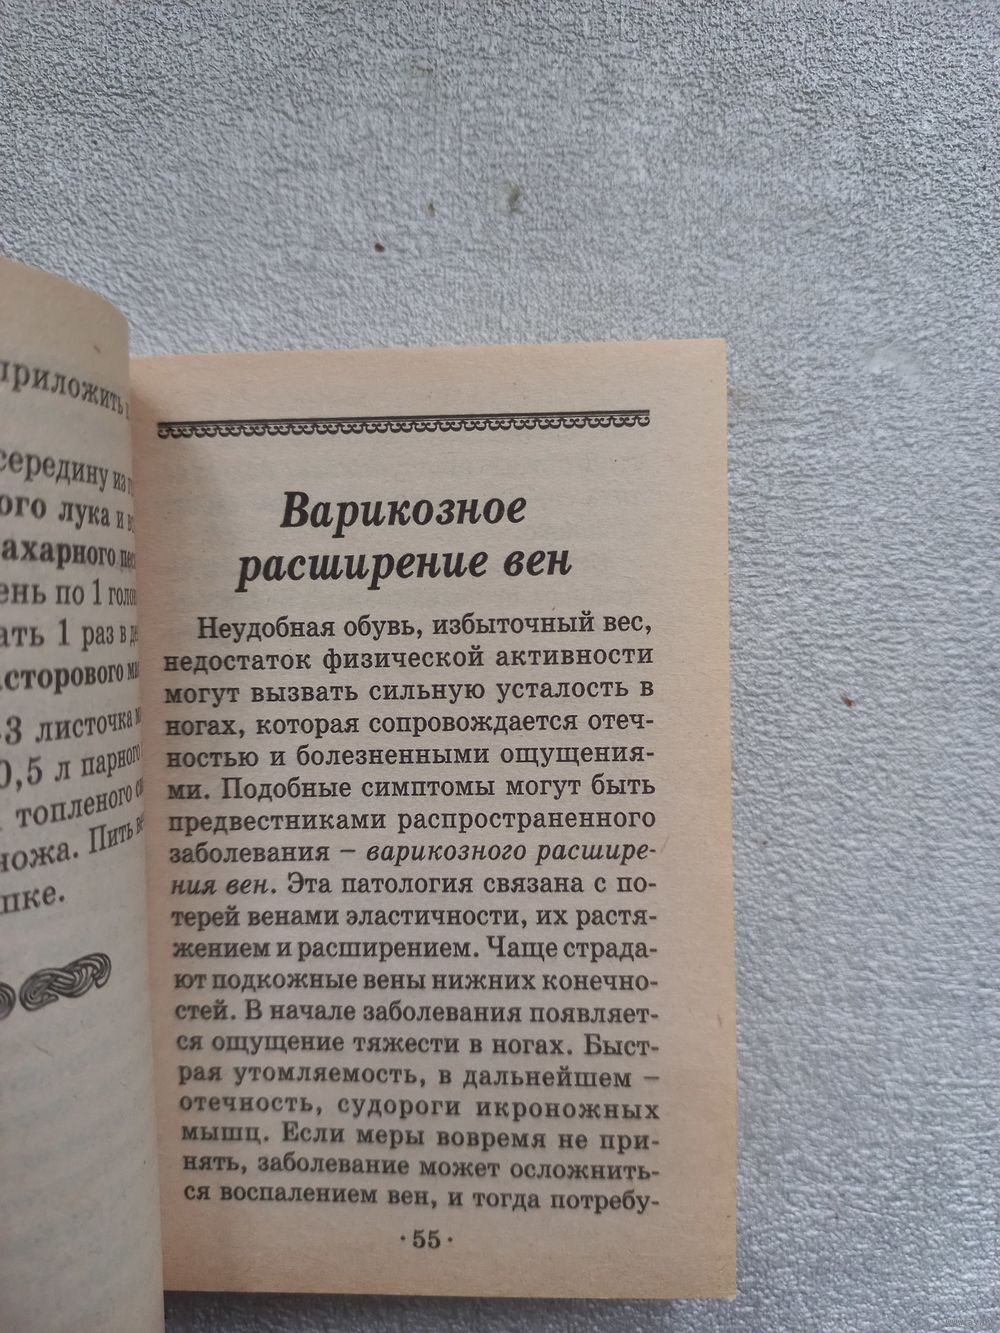 приложить
середину из
ого лука и
ахарного
ень по 1
ать 1 раз в
сторового
3 листочка
0,5 л парного
топленого
ножа. Пить
пке.
Варикозное
расширение вен
Неудобная обувь, избыточный вес,
недостаток физической активности
могут вызвать сильную усталость в
ногах, которая сопровождается отеч-
ностью и болезненными ощущения-
ми. Подобные симптомы могут быть
предвестниками распространенного
заболевания – варикозного расшире-
ния вен. Эта патология связана с по-
терей венами эластичности, их растя-
жением и расширением. Чаще страда-
ют подкожные вены нижних конечно-
стей. В начале заболевания появляет-
ся ощущение тяжести в ногах. Быст-
рая утомляемость, в дальнейшем –
отечность, судороги икроножных
мышц. Если меры вовремя не при-
нять, заболевание может осложнить-
ся воспалением вен, и тогда потребу-
· 55 ·